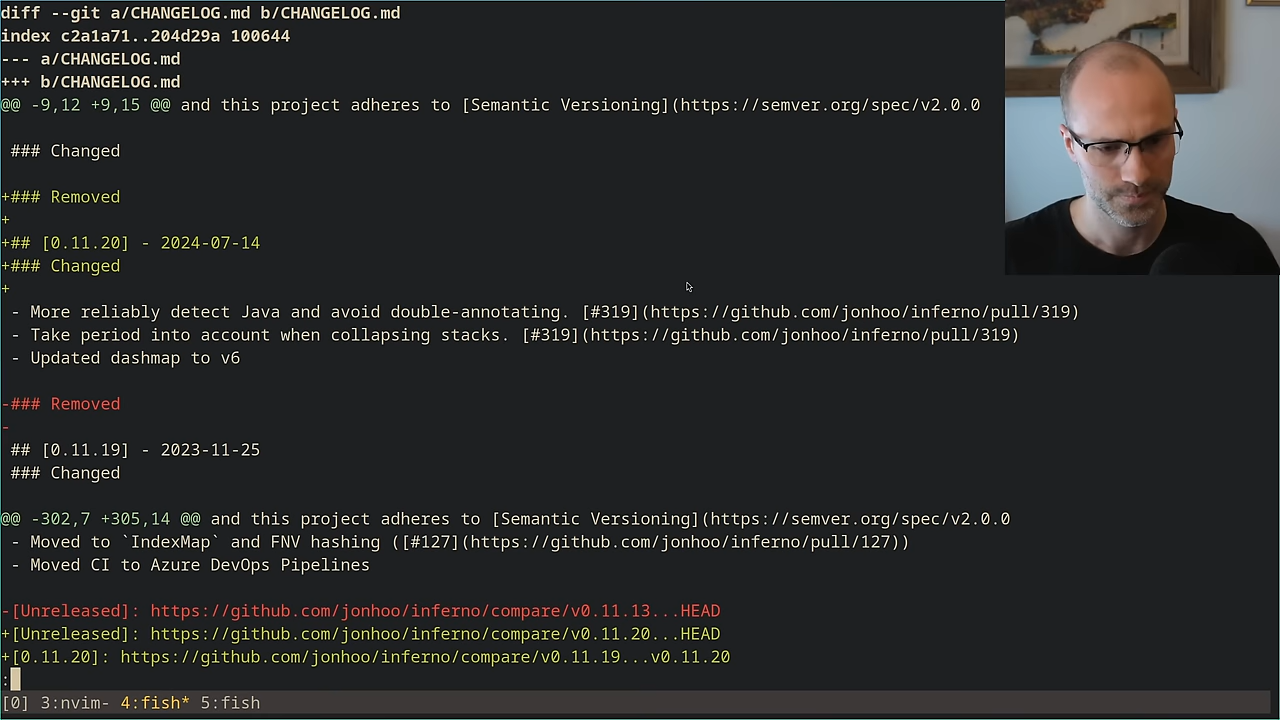 diff --git a/CHANGELOG.md b/CHANGELOG.md
index c2a1a71..204d29a 100644
--- a/CHANGELOG.md
+++ b/CHANGELOG.md
@@ -9,12 +9,15 @@ and this project adheres to [Semantic Versioning](https://semver.org/spec/v2.0.0
 ### Changed
+### Removed
+
+## [0.11.20] - 2024-07-14
+### Changed
+
 - More reliably detect Java and avoid double-annotating. [#319](https://github.com/jonhoo/inferno/pull/319)
 - Take period into account when collapsing stacks. [#319](https://github.com/jonhoo/inferno/pull/319)
 - Updated dashmap to v6
-### Removed
-
 ## [0.11.19] - 2023-11-25
 ### Changed
@@ -302,7 +305,14 @@ and this project adheres to [Semantic Versioning](https://semver.org/spec/v2.0.0
 - Moved to `IndexMap` and FNV hashing ([#127](https://github.com/jonhoo/inferno/pull/127))
 - Moved CI to Azure DevOps Pipelines
-[Unreleased]: https://github.com/jonhoo/inferno/compare/v0.11.13...HEAD
+[Unreleased]: https://github.com/jonhoo/inferno/compare/v0.11.20...HEAD
+[0.11.20]: https://github.com/jonhoo/inferno/compare/v0.11.19...v0.11.20
:
[0] 3:nvim- 4:fish* 5:fish